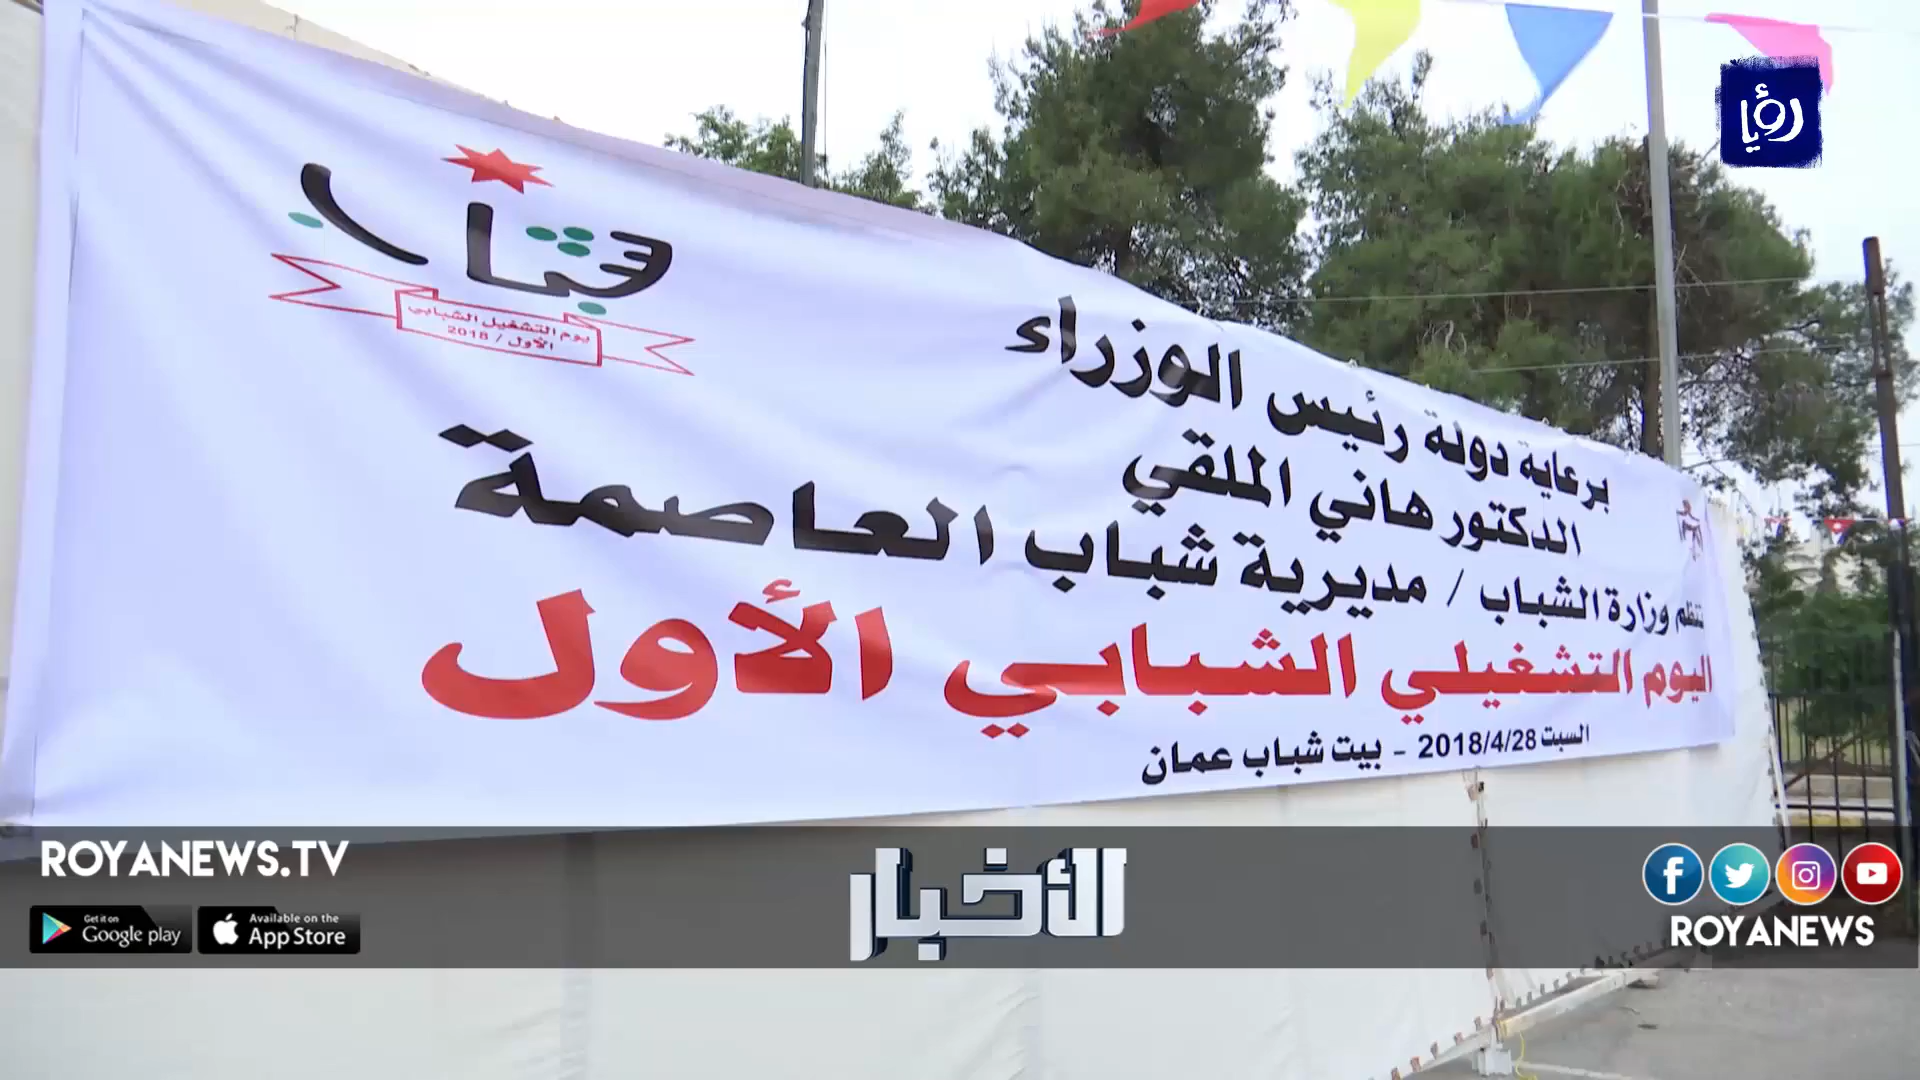 رؤيا
يوم التشغيل الشبابي
الأول / 2018
برعاية دولة رئيس الوزراء
الدكتور هاني الملقي
تنظم وزارة الشباب / مديرية شباب العاصمة
اليوم التشغيلي الشبابي الأول
السبت 2018/4/28 - بيت شباب عمان
ROYANEWS.TV
Get it on
Google play
Available on the
App Store
الأخبار
ROYANEWS